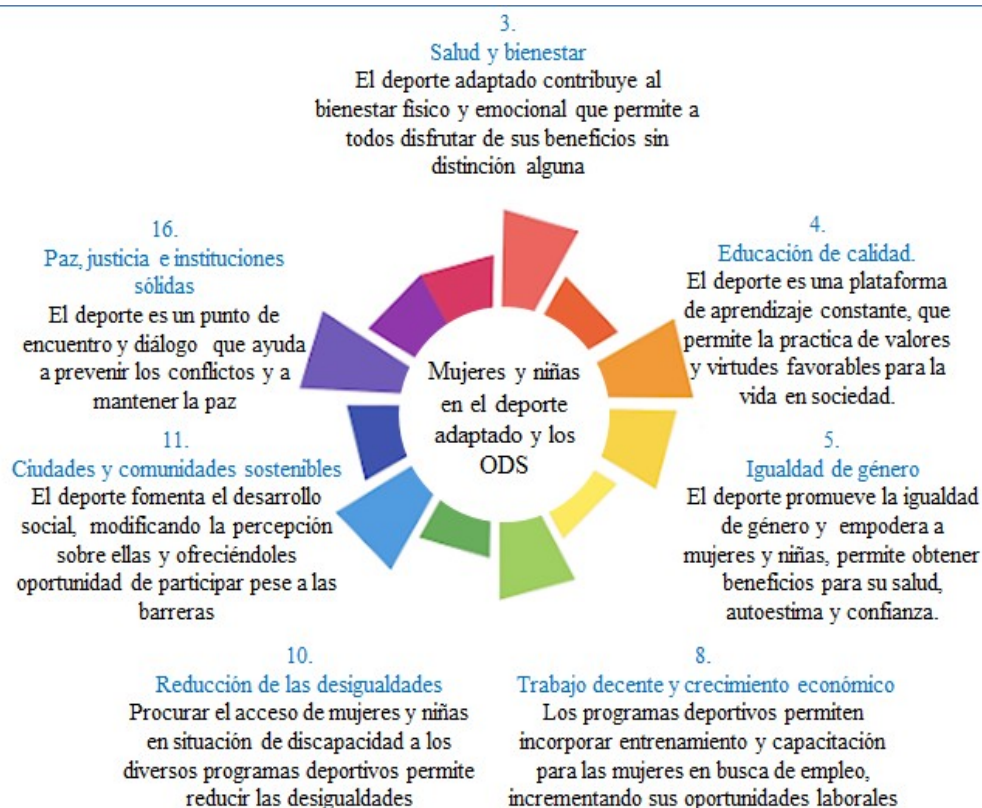 3.
Salud y bienestar
El deporte adaptado contribuye al
bienestar físico y emocional que permite a
todos disfrutar de sus beneficios sin
distinción alguna
4.
Educación de calidad.
El deporte es una plataforma
de aprendizaje constante, que
permite la practica de valores
y virtudes favorables para la
vida en sociedad.
5.
Igualdad de género
El deporte promueve la igualdad
de género y empodera a
mujeres y niñas, permite obtener
beneficios para su salud,
autoestima y confianza.
8.
Trabajo decente y crecimiento económico
Los programas deportivos permiten
incorporar entrenamiento y capacitación
para las mujeres en busca de empleo,
incrementando sus oportunidades laborales
10.
Reducción de las desigualdades
Procurar el acceso de mujeres y niñas
en situación de discapacidad a los
diversos programas deportivos permite
reducir las desigualdades
11.
Ciudades y comunidades sostenibles
El deporte fomenta el desarrollo
social, modificando la percepción
sobre ellas y ofreciéndoles
oportunidad de participar pese a las
barreras
16.
Paz, justicia e instituciones
sólidas
El deporte es un punto de
encuentro y diálogo que ayuda
a prevenir los conflictos y a
mantener la paz
Mujeres y niñas
en el deporte
adaptado y los
ODS